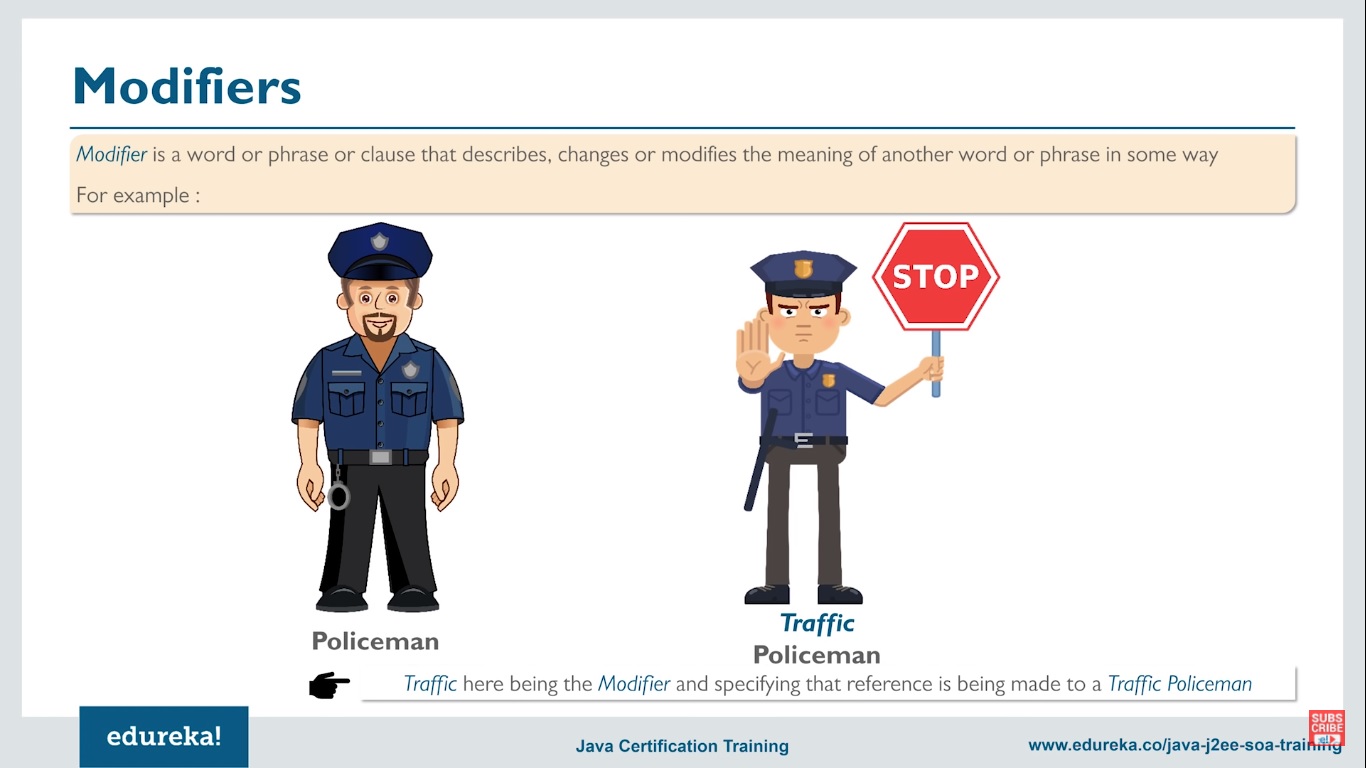 Modifiers
Modifier is a word or phrase or clause that describes, changes or modifies the meaning of another word or phrase in some way
For example :
STOP
Policeman
Traffic
Policeman
Traffic here being the Modifier and specifying that reference is being made to a Traffic Policeman
edureka!
Java Certification Training
www.edureka.co/java-j2ee-soa-training
SUBS
CRIBE